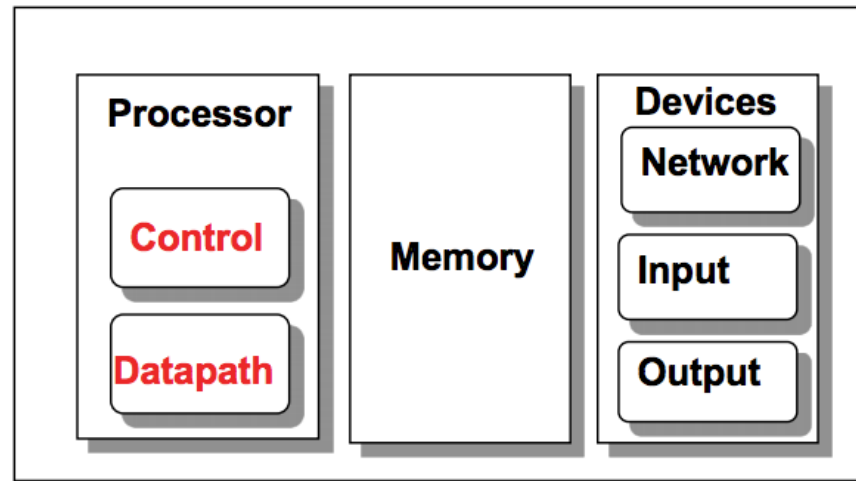 Processor
Control
Datapath
Memory
Devices
Network
Input
Output